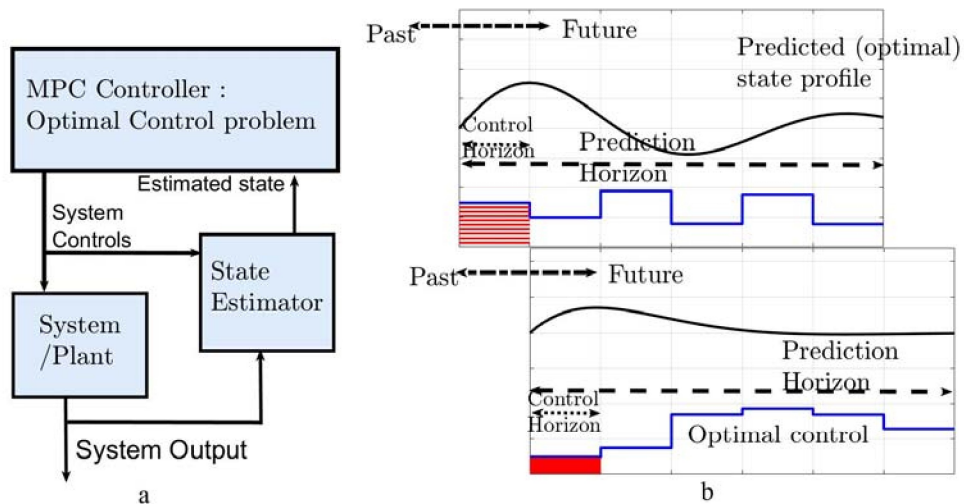 MPC Controller :
Optimal Control problem
Estimated state
System
Controls
State
Estimator
System
/Plant
System Output
a
Past
Future
Predicted (optimal)
state profile
Control
Horizon
Prediction
Horizon
Past
Future
Prediction
Horizon
Control
Horizon
Optimal control
b